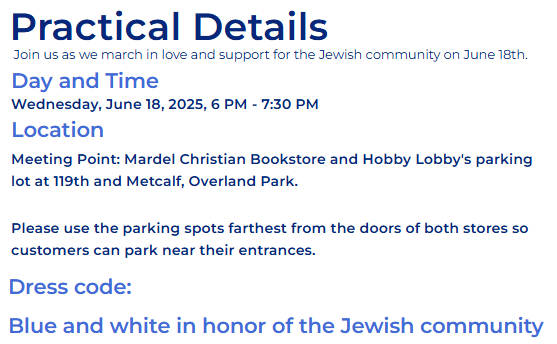 Practical Details
Join us as we march in love and support for the Jewish community on June 18th.
Day and Time
Wednesday, June 18, 2025, 6 PM - 7:30 PM
Location
Meeting Point: Mardel Christian Bookstore and Hobby Lobby's parking
lot at 119th and Metcalf, Overland Park.
Please use the parking spots farthest from the doors of both stores so
customers can park near their entrances.
Dress code:
Blue and white in honor of the Jewish community